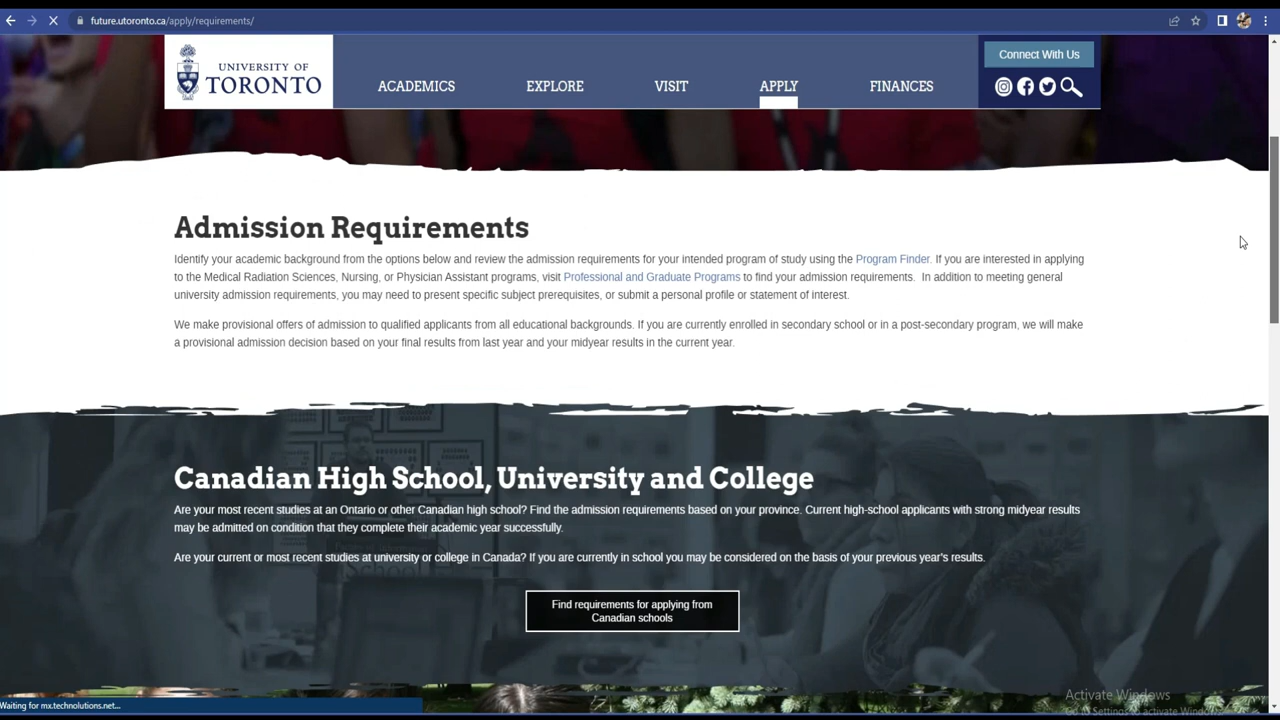 future.utoronto.ca/apply/requirements/
Connect With Us
UNIVERSITY OF
TORONTO
ACADEMICS
EXPLORE
VISIT
APPLY
FINANCES
Admission Requirements
Identify your academic background from the options below and review the admission requirements for your intended program of study using the Program Finder. If you are interested in applying
to the Medical Radiation Sciences, Nursing, or Physician Assistant programs, visit Professional and Graduate Programs to find your admission requirements. In addition to meeting general
university admission requirements, you may need to present specific subject prerequisites, or submit a personal profile or statement of interest.
We make provisional offers of admission to qualified applicants from all educational backgrounds. If you are currently enrolled in secondary school or in a post-secondary program, we will make
a provisional admission decision based on your final results from last year and your midyear results in the current year.
Canadian High School, University and College
Are your most recent studies at an Ontario or other Canadian high school? Find the admission requirements based on your province. Current high-school applicants with strong midyear results
may be admitted on condition that they complete their academic year successfully.
Are your current or most recent studies at university or college in Canada? If you are currently in school you may be considered on the basis of your previous year's results.
Find requirements for applying from
Canadian schools
Activate Windows
Go to Settings to activate Windows.
Waiting for mx.technolutions.net...